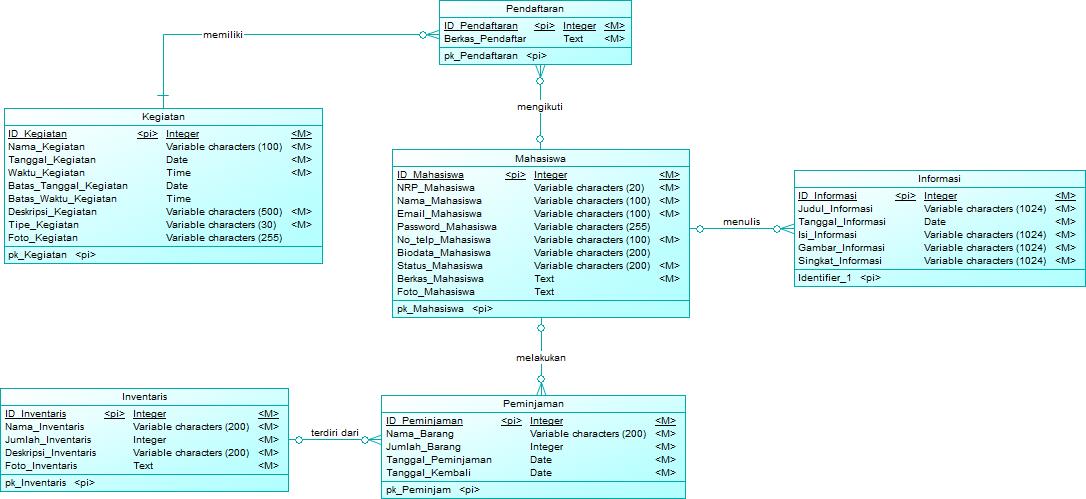 Pendaftaran
ID_Pendaftaran <pi> Integer <M>
Berkas_Pendaftar Text <M>
pk_Pendaftaran <pi>
memiliki
mengikuti
Kegiatan
ID_Kegiatan <pi> Integer <M>
Nama_Kegiatan Variable characters (100) <M>
Tanggal_Kegiatan Date <M>
Waktu_Kegiatan Time <M>
Batas_Tanggal_Kegiatan Date
Batas_Waktu_Kegiatan Time
Deskripsi_Kegiatan Variable characters (500) <M>
Tipe_Kegiatan Variable characters (30) <M>
Foto_Kegiatan Variable characters (255)
pk_Kegiatan <pi>
Mahasiswa
ID_Mahasiswa <pi> Integer <M>
NRP_Mahasiswa Variable characters (20) <M>
Nama_Mahasiswa Variable characters (100) <M>
Email_Mahasiswa Variable characters (100) <M>
Password_Mahasiswa Variable characters (255)
No_telp_Mahasiswa Variable characters (100) <M>
Biodata_Mahasiswa Variable characters (200)
Status_Mahasiswa Variable characters (200) <M>
Berkas_Mahasiswa Text <M>
Foto_Mahasiswa Text
pk_Mahasiswa <pi>
menulis
Informasi
ID_Informasi <pi> Integer <M>
Judul_Informasi Variable characters (1024) <M>
Tanggal_Informasi Date <M>
Isi_Informasi Variable characters (1024) <M>
Gambar_Informasi Variable characters (1024) <M>
Singkat_Informasi Variable characters (1024) <M>
Identifier_1 <pi>
melakukan
Inventaris
ID_Inventaris <pi> Integer <M>
Nama_Inventaris Variable characters (200) <M>
Jumlah_Inventaris Integer <M>
Deskripsi_Inventaris Variable characters (200) <M>
Foto_Inventaris Text <M>
pk_Inventaris <pi>
terdiri dari
Peminjaman
ID_Peminjaman <pi> Integer <M>
Nama_Barang Variable characters (200) <M>
Jumlah_Barang Integer <M>
Tanggal_Peminjaman Date <M>
Tanggal_Kembali Date <M>
pk_Peminjam <pi>